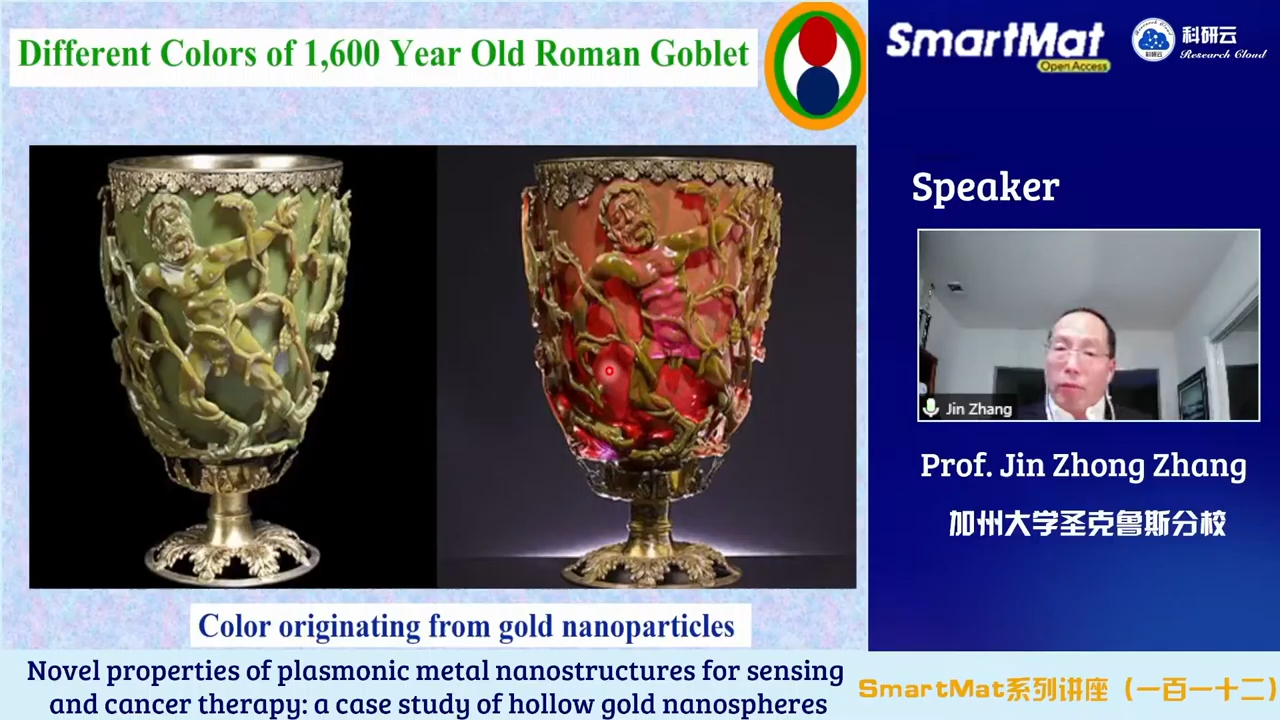 Different Colors of 1,600 Year Old Roman Goblet
Color originating from gold nanoparticles
Novel properties of plasmonic metal nanostructures for sensing
and cancer therapy: a case study of hollow gold nanospheres
SmartMat
Open Access
科研云
科研云
Research Cloud
Speaker
Jin Zhang
Prof. Jin Zhong Zhang
加州大学圣克鲁斯分校
SmartMat系列讲座（一百一十二）